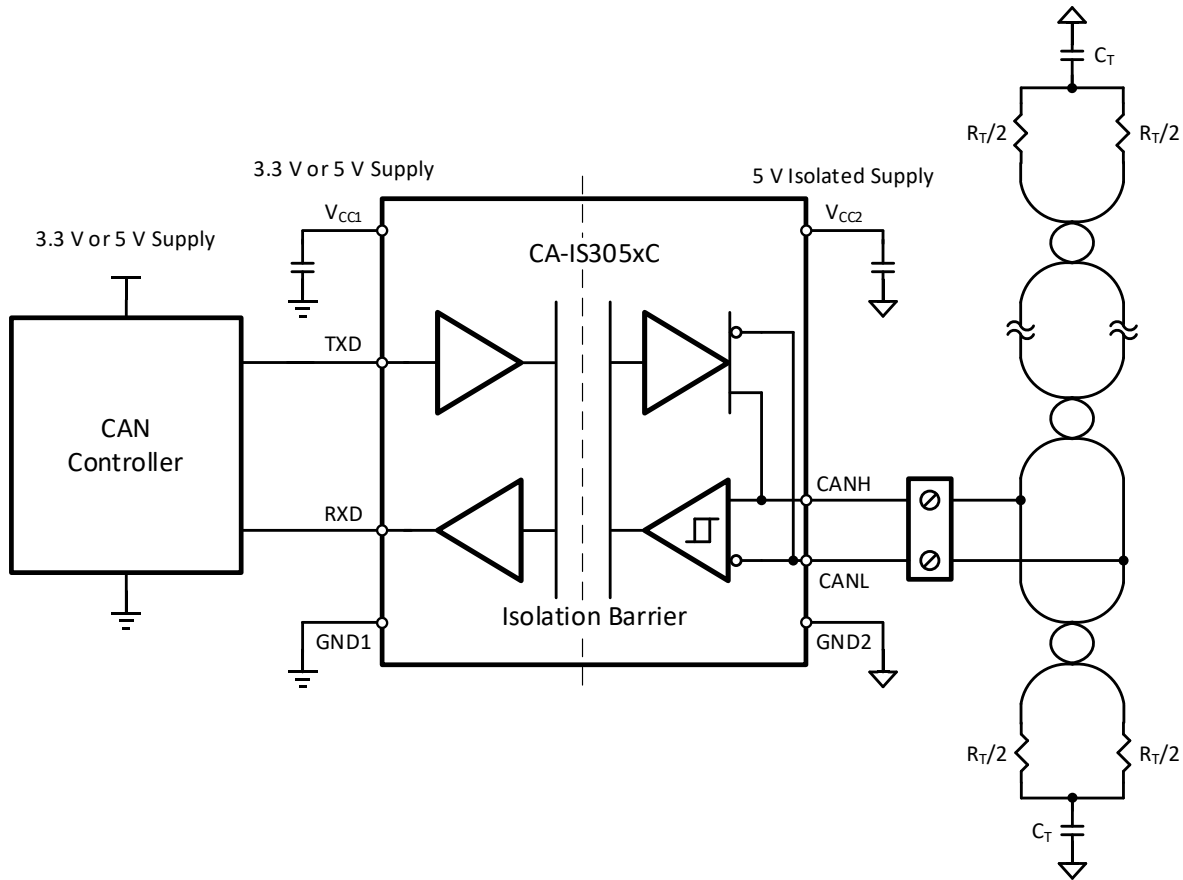 C_T
R_T/2
R_T/2
3.3 V or 5 V Supply
5 V Isolated Supply
V_CC1
V_CC2
3.3 V or 5 V Supply
CA-IS305xC
TXD
CAN
Controller
CANH
RXD
CANL
Isolation Barrier
GND1
GND2
R_T/2
R_T/2
C_T